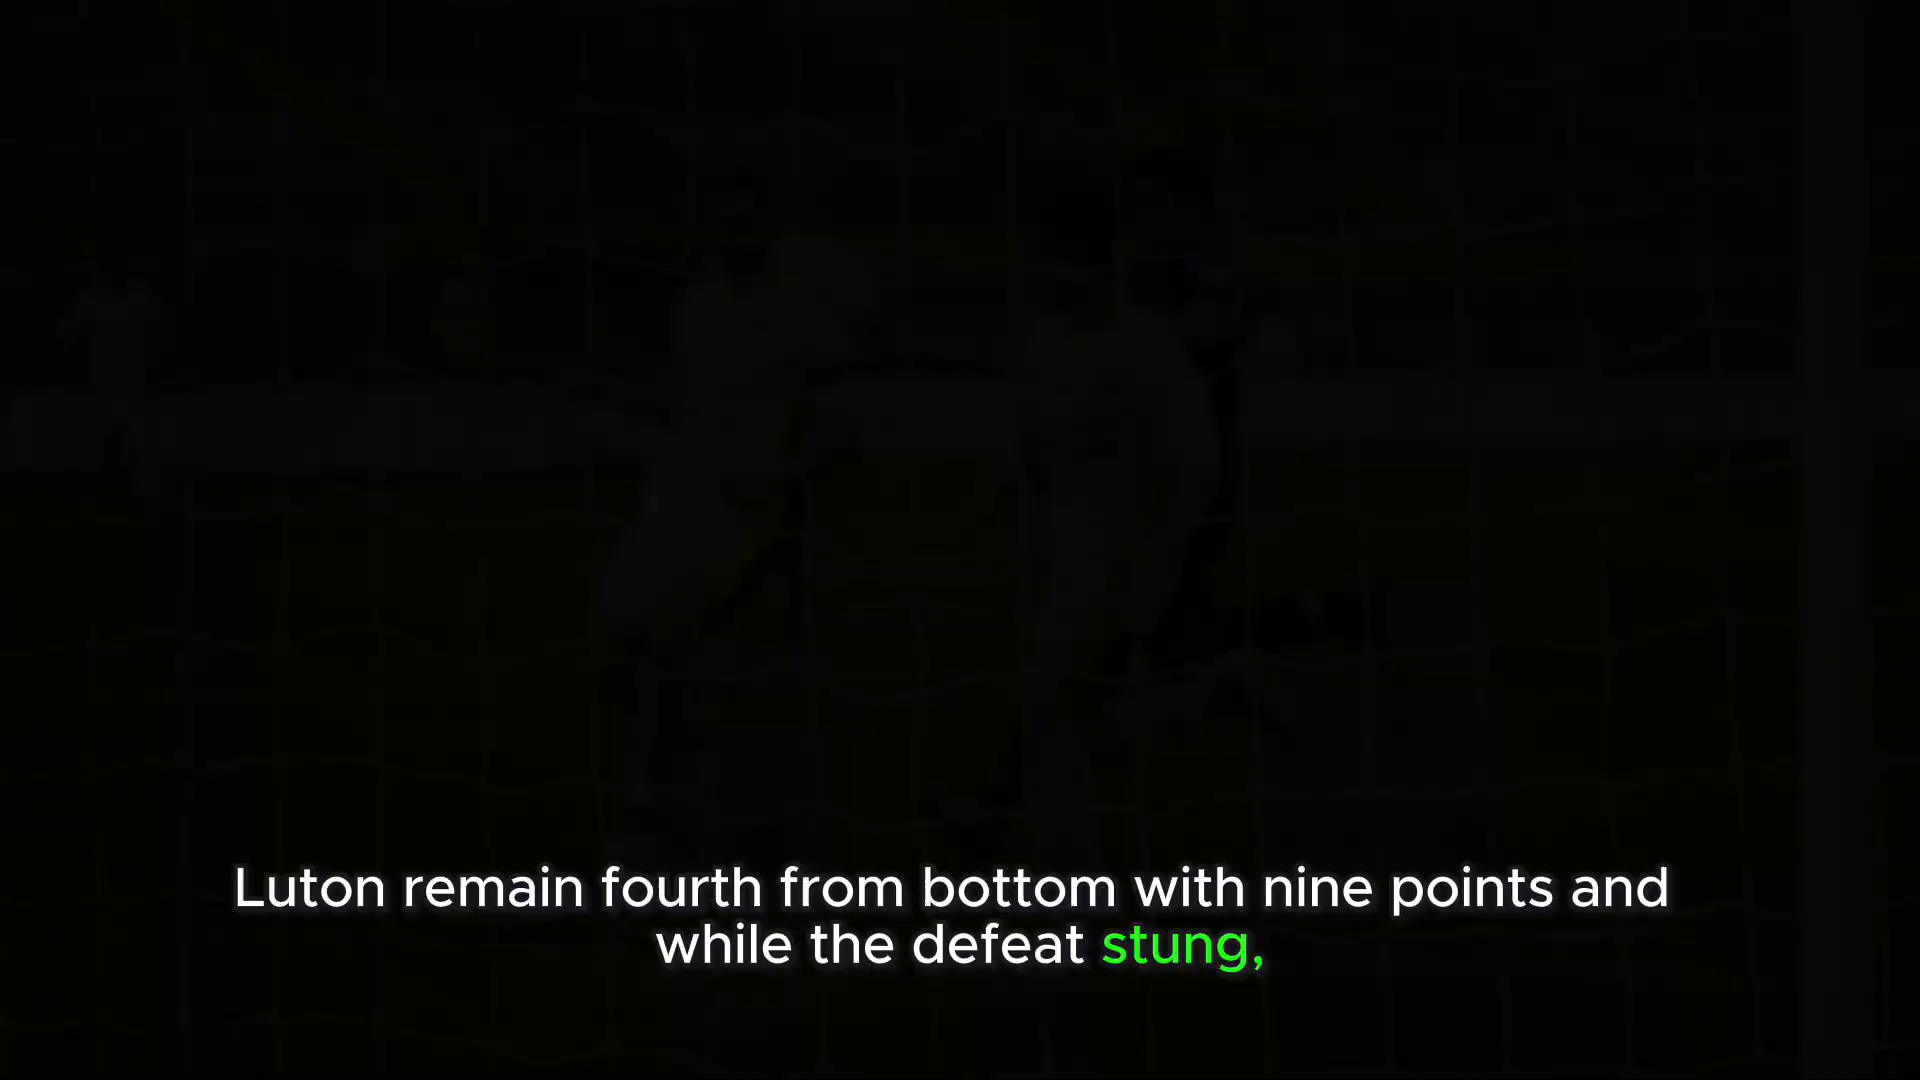 Luton remain fourth from bottom with nine points and
while the defeat stung,